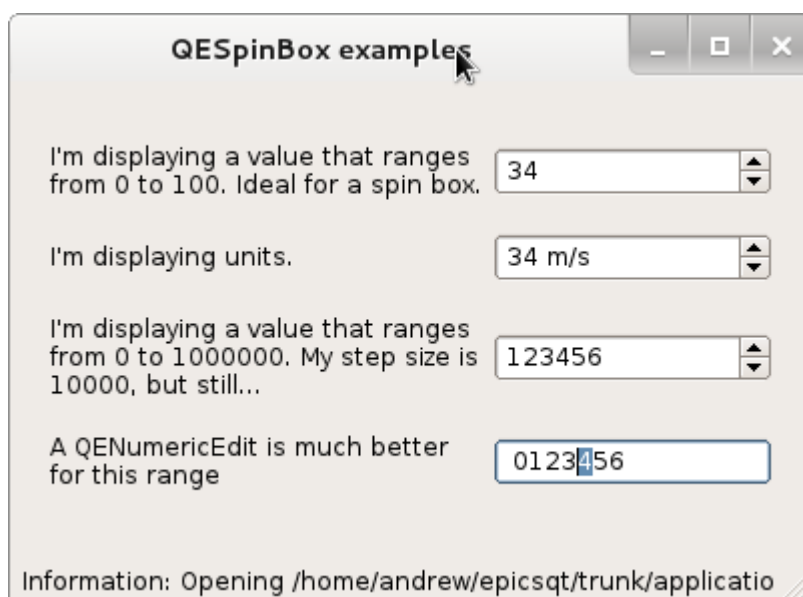 QESpinBox examples
I'm displaying a value that ranges
from 0 to 100. Ideal for a spin box.
34
I'm displaying units.
34 m/s
I'm displaying a value that ranges
from 0 to 1000000. My step size is
10000, but still...
123456
A QENumericEdit is much better
for this range
0123456
Information: Opening /home/andrew/epicsqt/trunk/applicatio